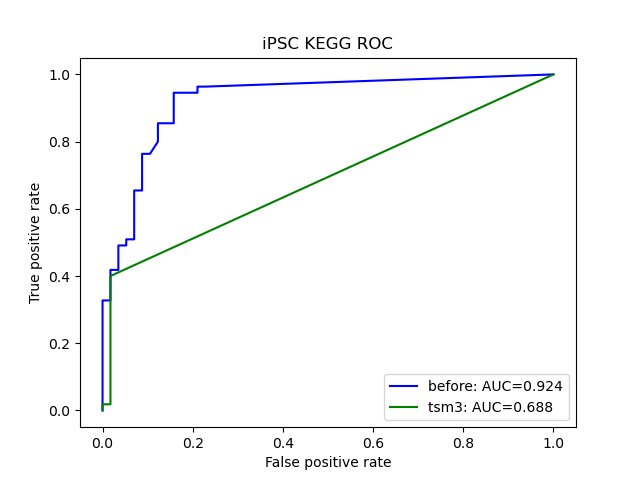 iPSC KEGG ROC
1.0
0.8
0.6
0.4
0.2
0.0
True positive rate
0.0 0.2 0.4 0.6 0.8 1.0
False positive rate
before: AUC=0.924
tsm3: AUC=0.688